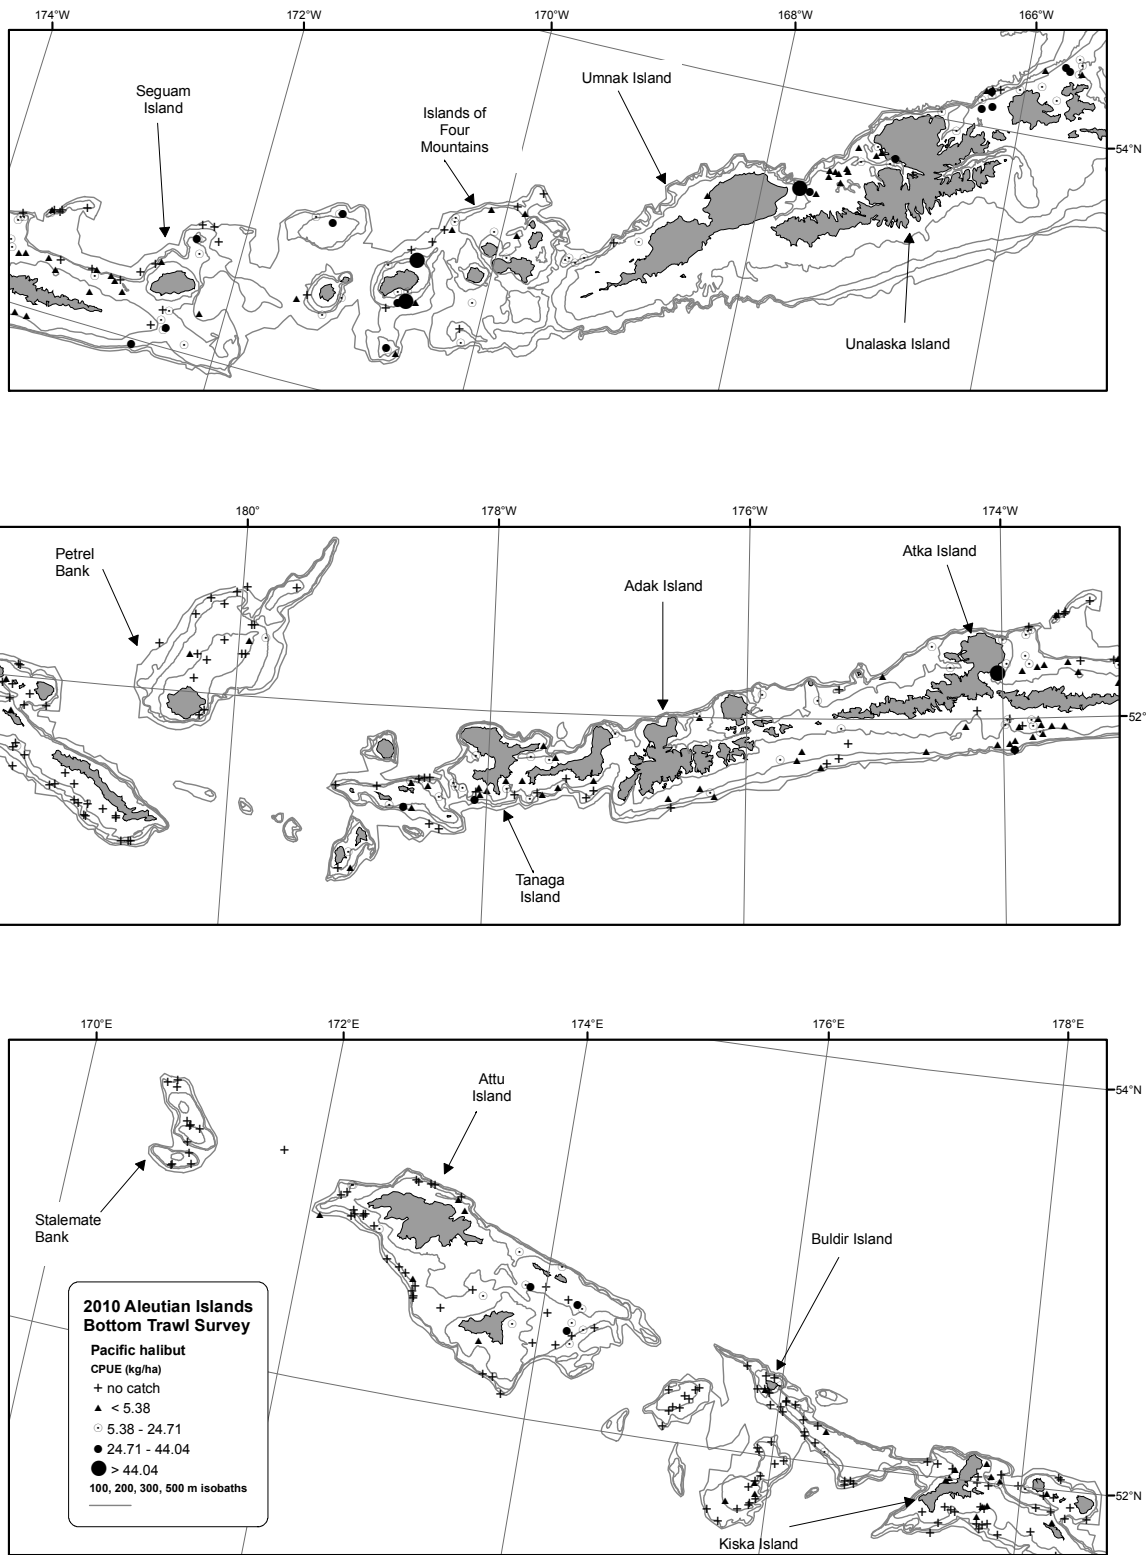 174°W
172°W
170°W
168°W
166°W
Seguam
Island
Islands of
Four
Mountains
Umnak Island
54°N
Unalaska Island
180°
178°W
176°W
174°W
Petrel
Bank
Adak Island
Atka Island
52°
Tanaga
Island
170°E
172°E
174°E
176°E
178°E
Attu
Island
54°N
Stalemate
Bank
Buldir Island
2010 Aleutian Islands
Bottom Trawl Survey
Pacific halibut
CPUE (kg/ha)
no catch
< 5.38
5.38 - 24.71
24.71 - 44.04
> 44.04
100, 200, 300, 500 m isobaths
52°N
Kiska Island